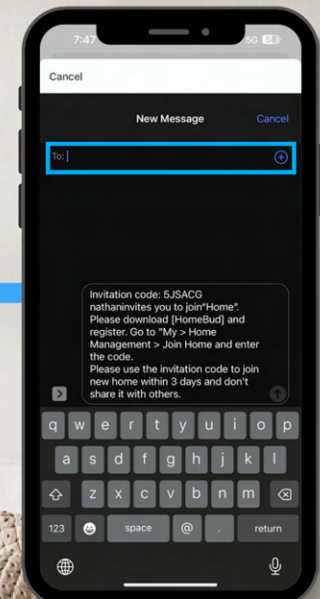 7:47
5G 53
Cancel
New Message
Cancel
To:
Invitation code: 5JSACG
nathaninvites you to join“Home”.
Please download [HomeBud] and
register. Go to "My > Home
Management > Join Home and enter
the code.
Please use the invitation code to join
new home within 3 days and don't
share it with others.
q w e r t y u i o p
a s d f g h j k l
z x c v b n m
123 space @ . return